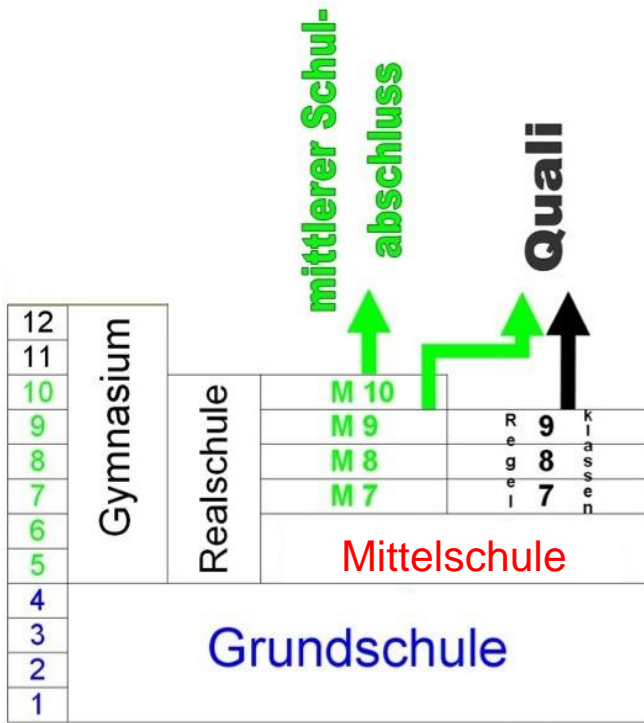 mittlerer Schul-
abschluss
Quali
12
11
10
9
8
7
6
5
4
3
2
1
Gymnasium
Realschule
M 10
M 9
M 8
M 7
Regel
9
8
7
klassen
Mittelschule
Grundschule